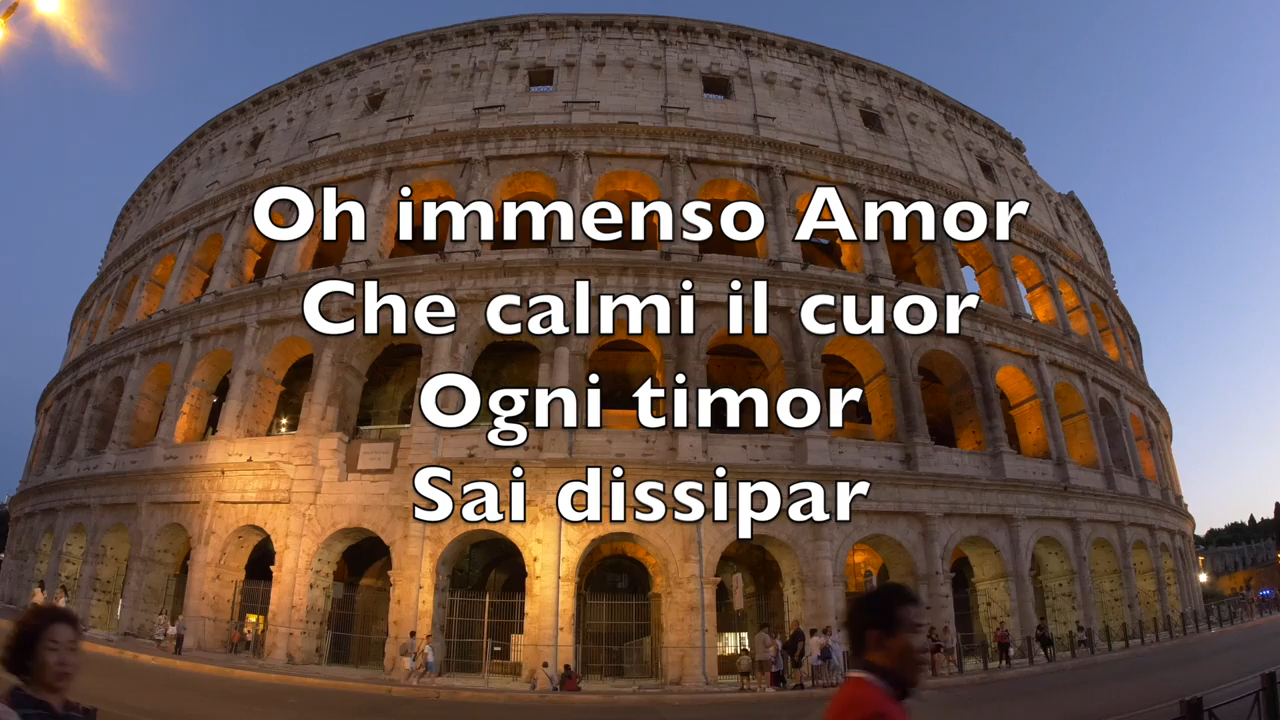 Oh immenso Amor
Che calmi il cuor
Ogni timor
Sai dissipar